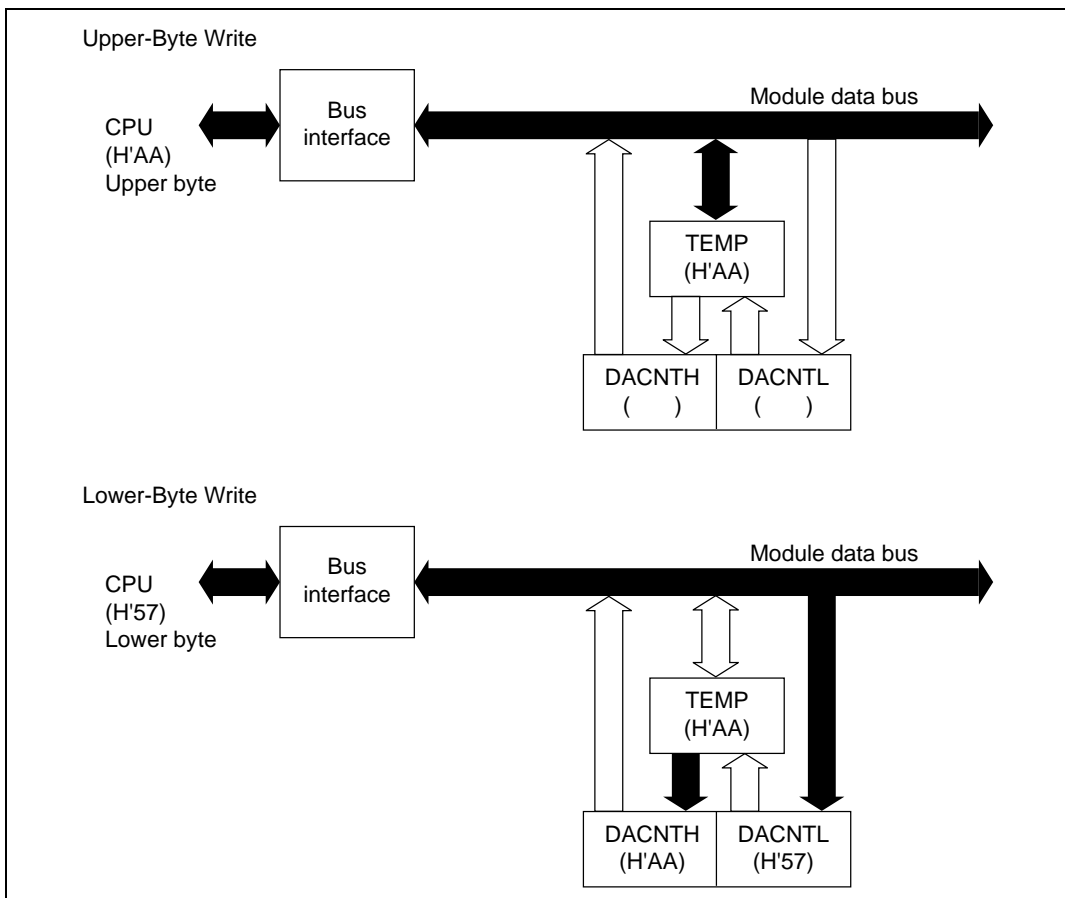 Upper-Byte Write
CPU
(H'AA)
Upper byte
Bus
interface
Module data bus
TEMP
(H'AA)
DACNTH
( )
DACNTL
( )
Lower-Byte Write
CPU
(H'57)
Lower byte
Bus
interface
Module data bus
TEMP
(H'AA)
DACNTH
(H'AA)
DACNTL
(H'57)